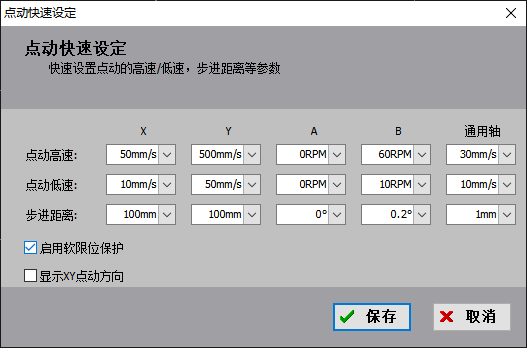 点动快速设定
点动快速设定
快速设置点动的高速/低速，步进距离等参数
X Y A B 通用轴
点动高速: 50mm/s 500mm/s 0RPM 60RPM 30mm/s
点动低速: 10mm/s 50mm/s 0RPM 10RPM 10mm/s
步进距离: 100mm 100mm 0° 0.2° 1mm
启用软限位保护
显示XY点动方向
保存 取消